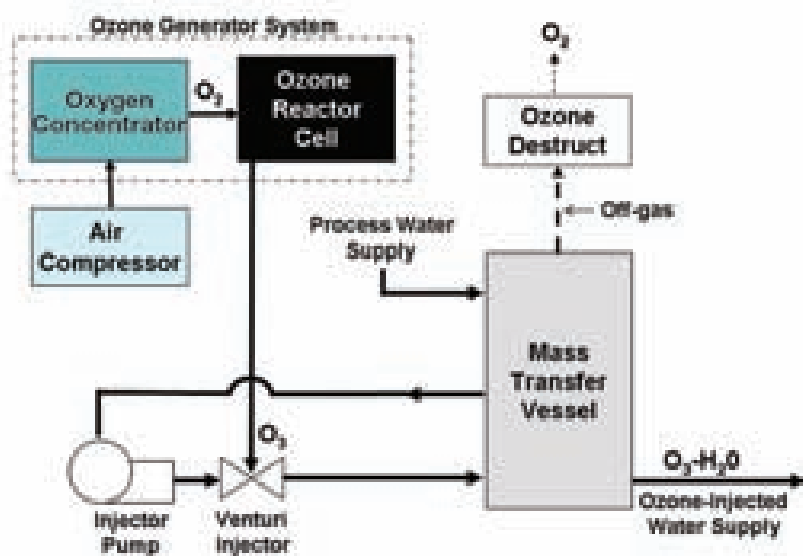 Ozone Generator System
Oxygen
Concentrator
O₂
Ozone
Reactor
Cell
O₂
Ozone
Destruct
Off-gas
Air
Compressor
Process Water
Supply
Mass
Transfer
Vessel
O₃
O₃-H₂0
Ozone-injected
Water Supply
Injector
Pump
Venturi
Injector